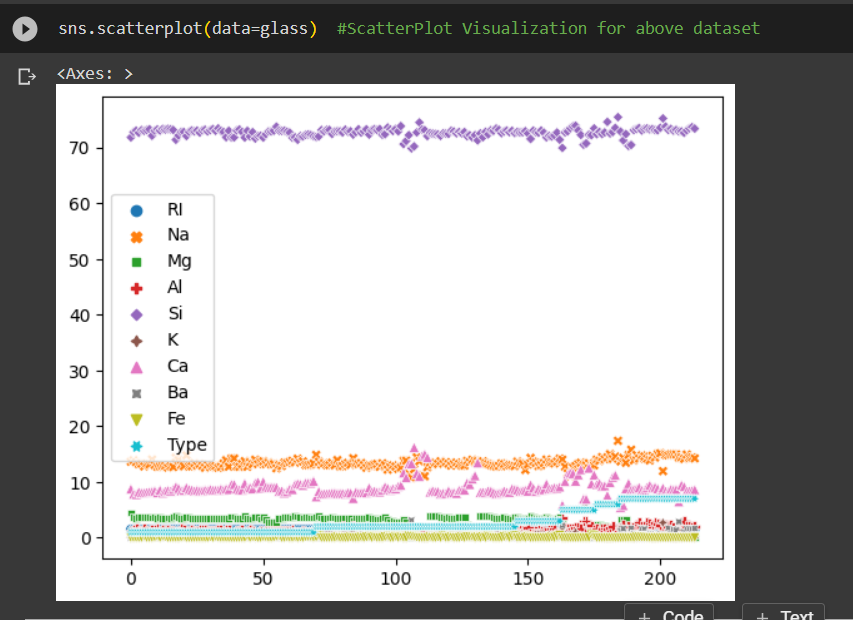 sns.scatterplot(data=glass)  #ScatterPlot Visualization for above dataset
<Axes: >
70
60
50
40
30
20
10
0
RI
Na
Mg
Al
Si
K
Ca
Ba
Fe
Type
0 50 100 150 200
+ Code + Text